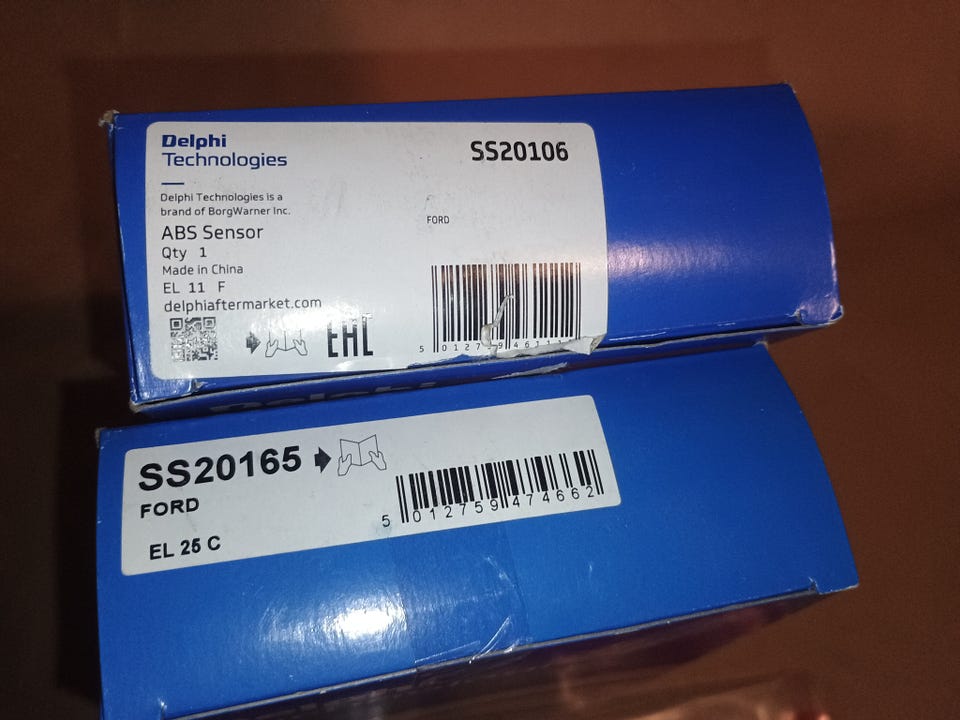 Delphi
Technologies
SS20106
Delphi Technologies is a
brand of BorgWarner Inc.
FORD
ABS Sensor
Qty 1
Made in China
EL 11 F
delphiaftermarket.com
EAC
Delphi
SS20165
FORD
5 012759 474662
EL 25 C